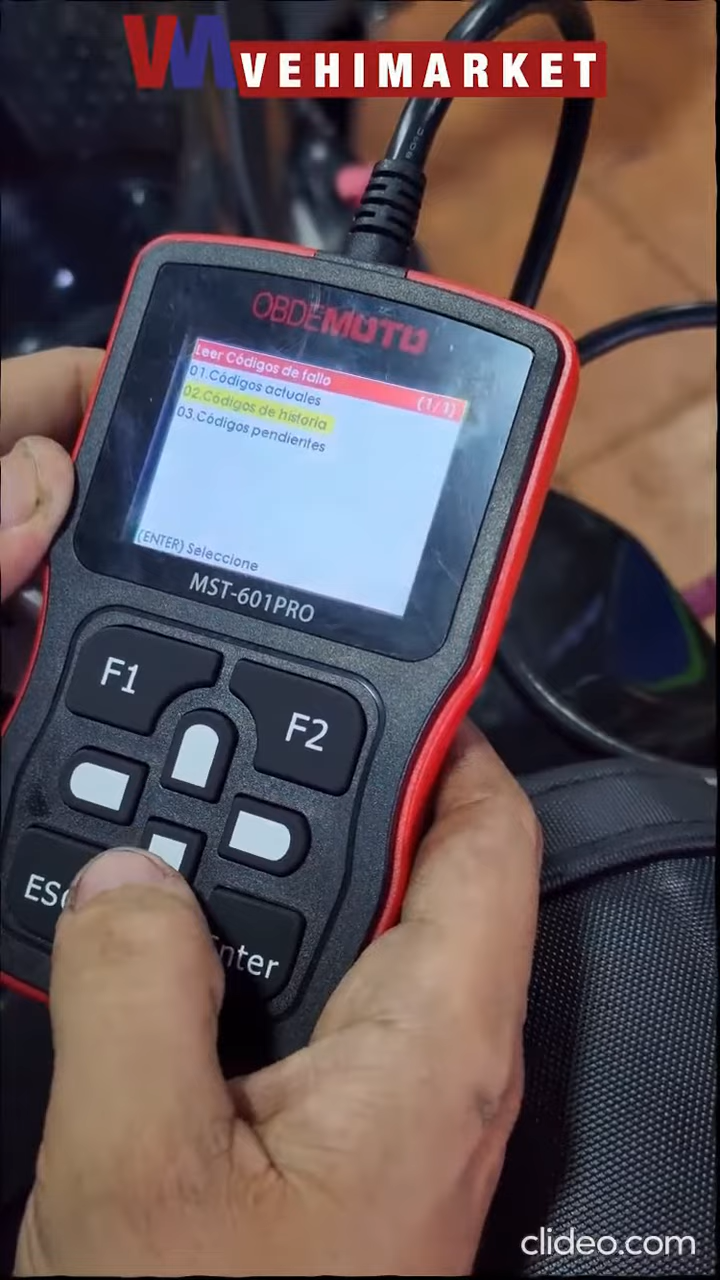 VM VEHIMARKET
OBDEMOTO
Leer Códigos de fallo (1/1)
01.Códigos actuales
02.Códigos de historia
03.Códigos pendientes
(ENTER) Seleccione
MST-601PRO
F1
F2
ESC
Enter
clideo.com